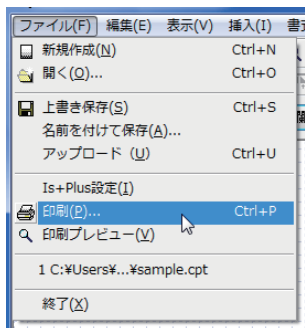 ファイル(F) 編集(E) 表示(V) 挿入(I)
新規作成(N) Ctrl+N
開く(O)... Ctrl+O
上書き保存(S) Ctrl+S
名前を付けて保存(A)...
アップロード (U) Ctrl+U
Is+Plus設定(I)
印刷(P)... Ctrl+P
印刷プレビュー(V)
1 C:¥Users¥...¥sample.cpt
終了(X)